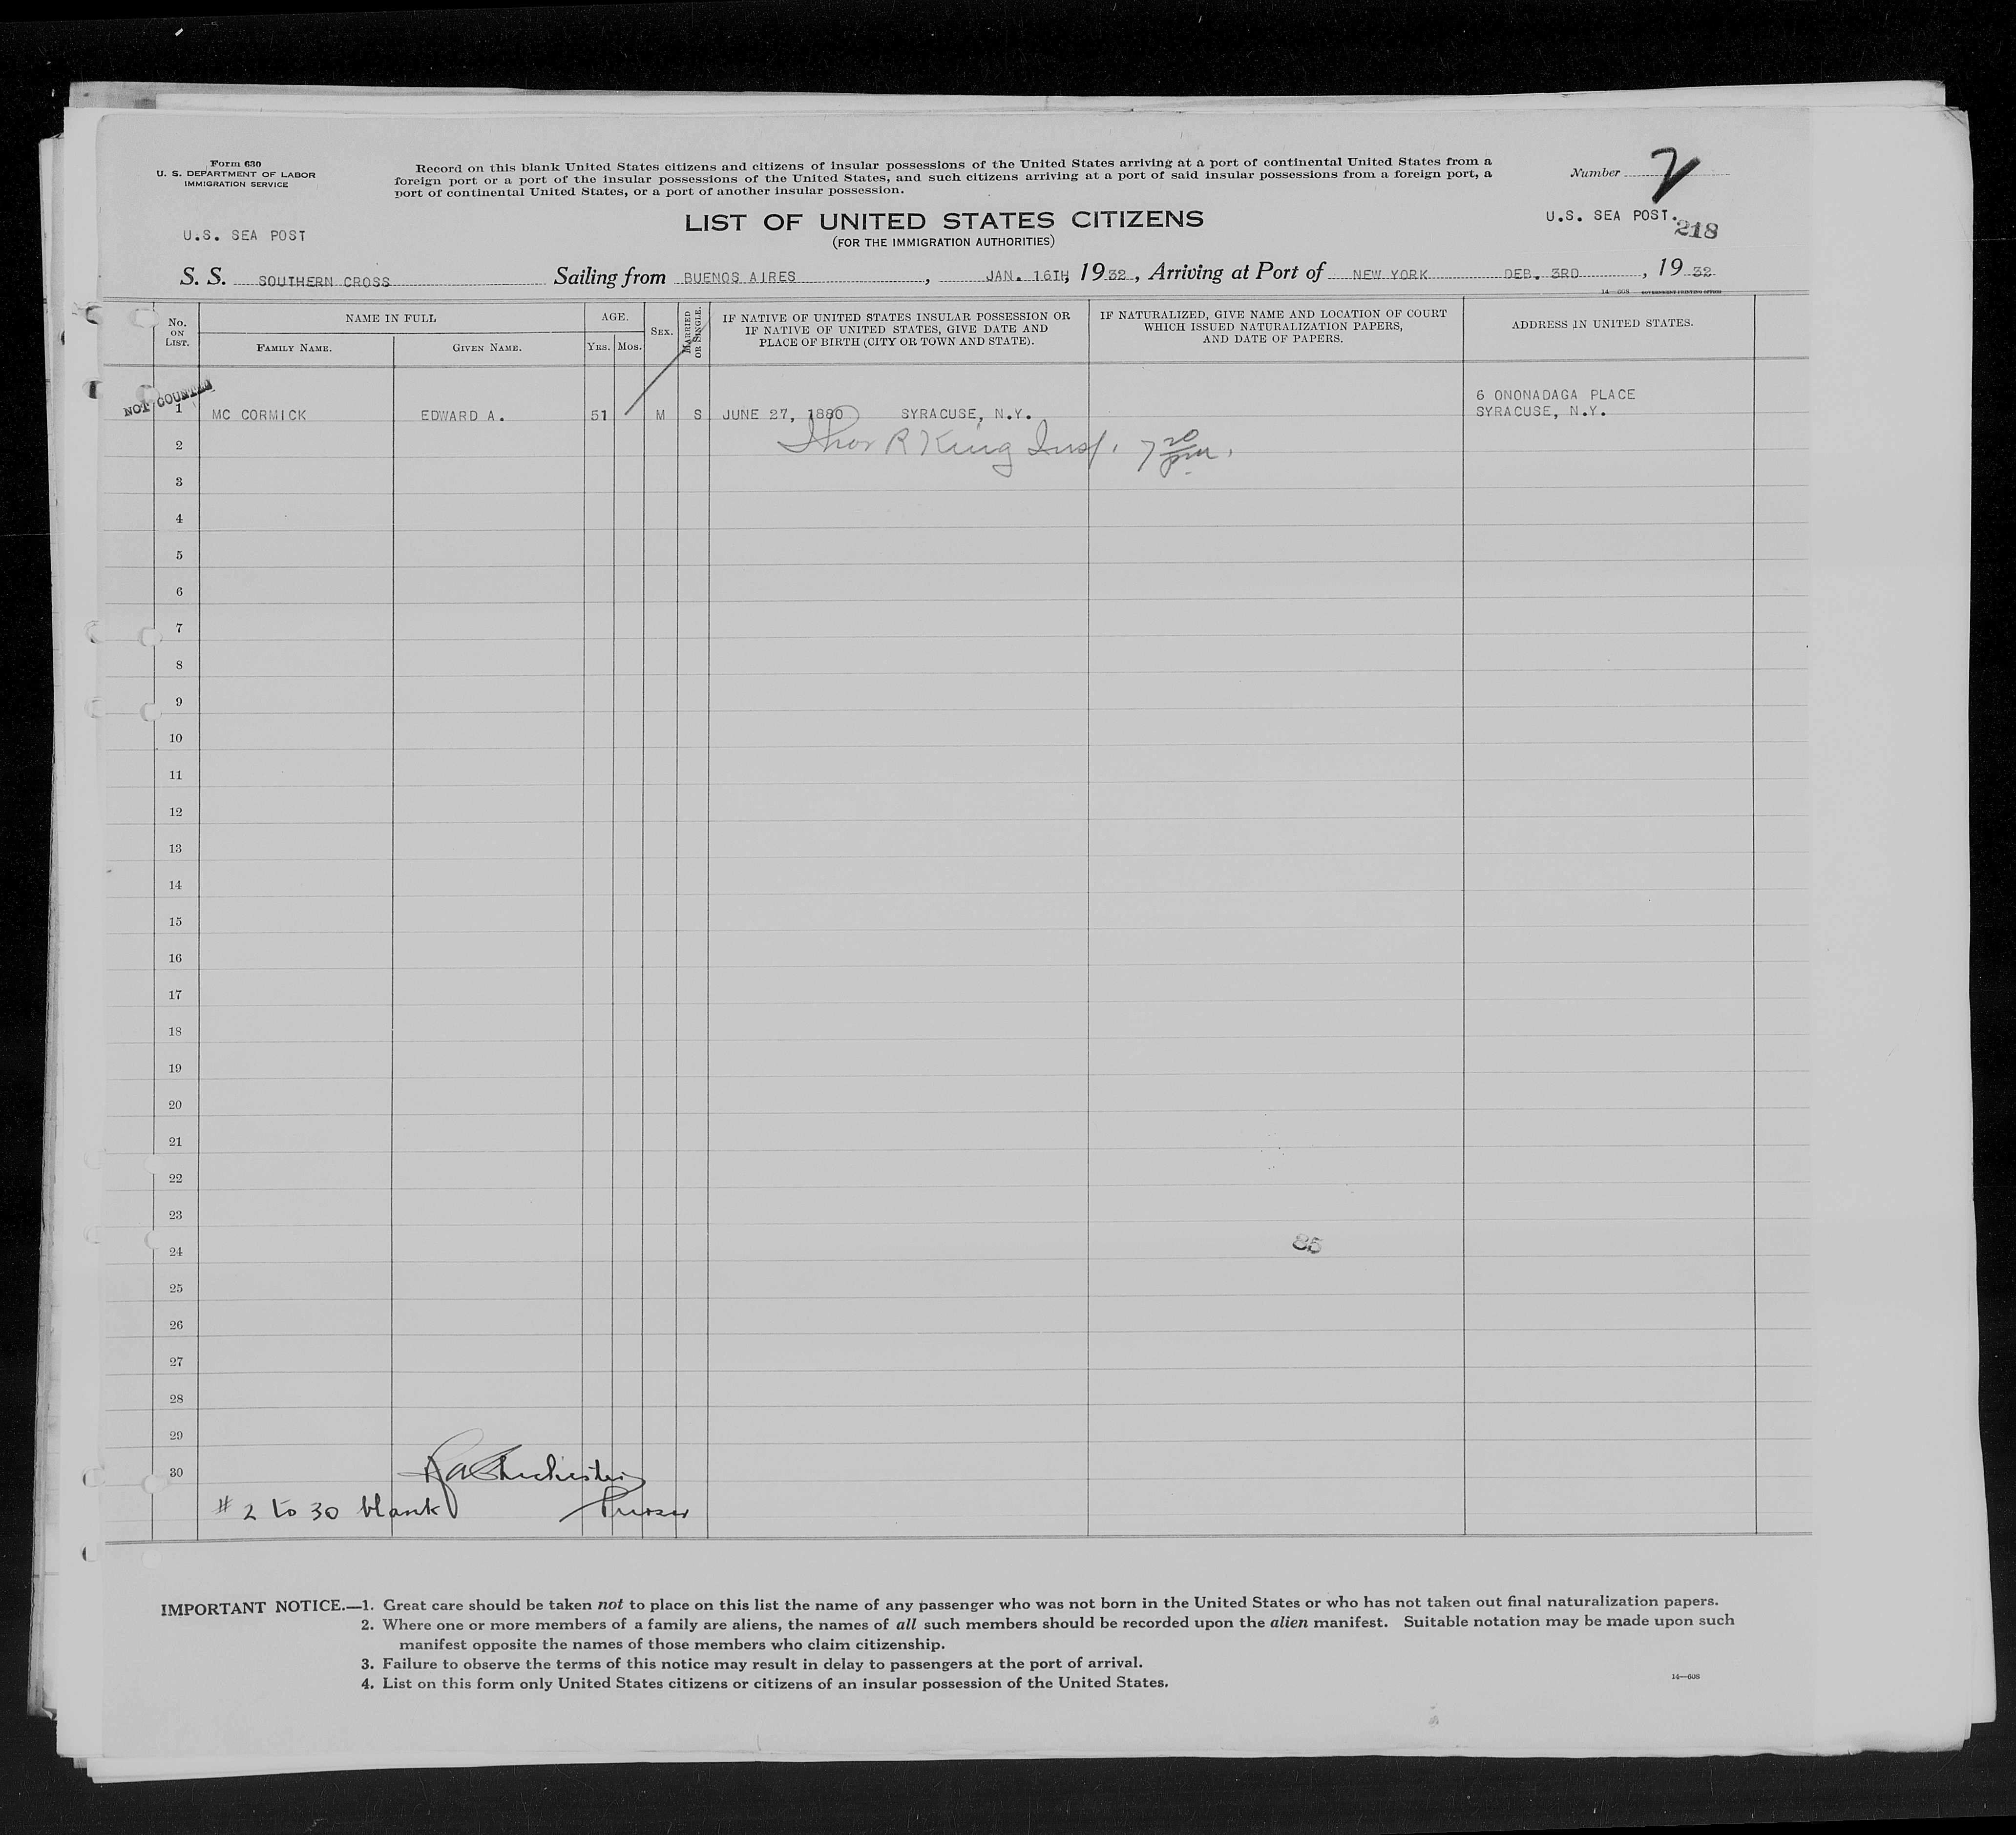 Form 630
U. S. DEPARTMENT OF LABOR
IMMIGRATION SERVICE
Record on this blank United States citizens and citizens of insular possessions of the United States arriving at a port of continental United States from a
foreign port or a port of the insular possessions of the United States, and such citizens arriving at a port of said insular possessions from a foreign port, a
port of continental United States, or a port of another insular possession.
Number 2
U.S. SEA POST
LIST OF UNITED STATES CITIZENS
(FOR THE IMMIGRATION AUTHORITIES)
U.S. SEA POST.
218
S. S. SOUTHERN CROSS Sailing from BUENOS AIRES, JAN. 16TH, 1932, Arriving at Port of NEW YORK DEB. 3RD, 1932
14—608 GOVERNMENT PRINTING OFFICE
No. ON LIST.
NAME IN FULL
FAMILY NAME.
GIVEN NAME.
AGE.
YRS. MOS.
SEX.
MARRIED OR SINGLE.
IF NATIVE OF UNITED STATES INSULAR POSSESSION OR
IF NATIVE OF UNITED STATES, GIVE DATE AND
PLACE OF BIRTH (CITY OR TOWN AND STATE).
IF NATURALIZED, GIVE NAME AND LOCATION OF COURT
WHICH ISSUED NATURALIZATION PAPERS,
AND DATE OF PAPERS.
ADDRESS IN UNITED STATES.
NOT COUNTED
6 ONONADAGA PLACE
1 MC CORMICK EDWARD A. 51 M S JUNE 27, 1880 SYRACUSE, N.Y. SYRACUSE, N.Y.
R King Insp. 7 20 pm.
2
3
4
5
6
7
8
9
10
11
12
13
14
15
16
17
18
19
20
21
22
23
85
24
25
26
27
28
29
30
# 2 to 30 blank Purser
IMPORTANT NOTICE.—1. Great care should be taken not to place on this list the name of any passenger who was not born in the United States or who has not taken out final naturalization papers.
2. Where one or more members of a family are aliens, the names of all such members should be recorded upon the alien manifest. Suitable notation may be made upon such
manifest opposite the names of those members who claim citizenship.
3. Failure to observe the terms of this notice may result in delay to passengers at the port of arrival.
4. List on this form only United States citizens or citizens of an insular possession of the United States.
14—608